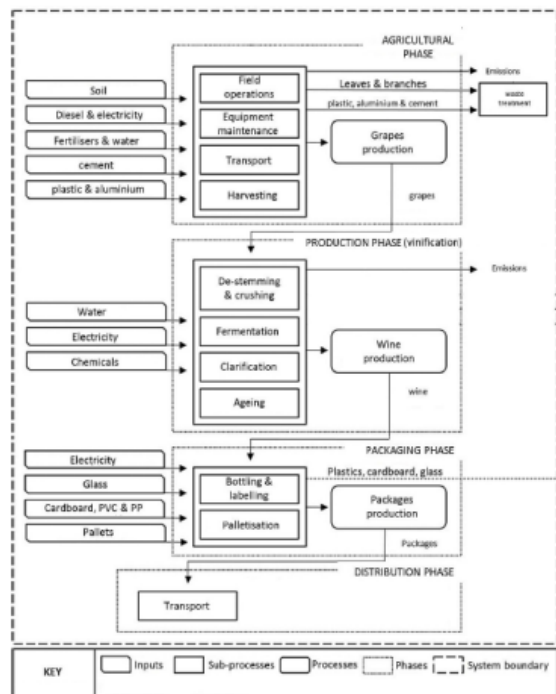 AGRICULTURAL
PHASE
Soil
Diesel & electricity
Fertilisers & water
cement
plastic & aluminium
Field
operations
Equipment
maintenance
Transport
Harvesting
Emissions
Leaves & branches
plastic, aluminium & cement
waste
treatment
Grapes
production
grapes
PRODUCTION PHASE (vinification)
Water
Electricity
Chemicals
De-stemming
& crushing
Fermentation
Clarification
Ageing
Emissions
Wine
production
wine
PACKAGING PHASE
Electricity
Glass
Cardboard, PVC & PP
Pallets
Bottling &
labelling
Palletisation
Plastics, cardboard, glass
Packages
production
Packages
DISTRIBUTION PHASE
Transport
KEY
Inputs
Sub-processes
Processes
Phases
System boundary